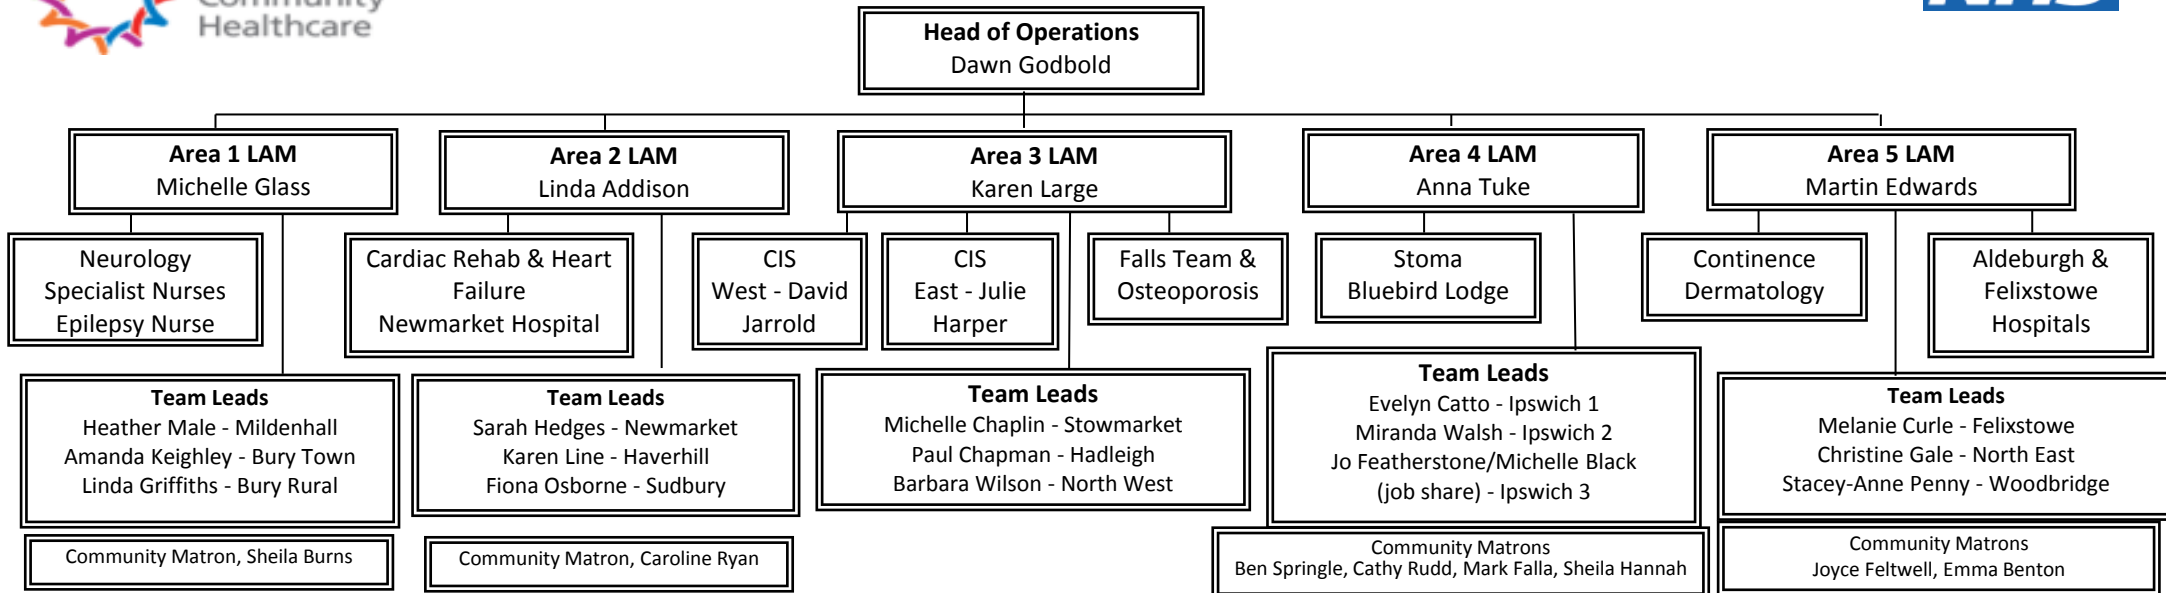 Community
Healthcare
NHS
Head of Operations
Dawn Godbold
Area 1 LAM
Michelle Glass
Area 2 LAM
Linda Addison
Area 3 LAM
Karen Large
Area 4 LAM
Anna Tuke
Area 5 LAM
Martin Edwards
Neurology
Specialist Nurses
Epilepsy Nurse
Cardiac Rehab & Heart
Failure
Newmarket Hospital
CIS
West - David
Jarrold
CIS
East - Julie
Harper
Falls Team &
Osteoporosis
Stoma
Bluebird Lodge
Continence
Dermatology
Aldeburgh &
Felixstowe
Hospitals
Team Leads
Heather Male - Mildenhall
Amanda Keighley - Bury Town
Linda Griffiths - Bury Rural
Team Leads
Sarah Hedges - Newmarket
Karen Line - Haverhill
Fiona Osborne - Sudbury
Team Leads
Michelle Chaplin - Stowmarket
Paul Chapman - Hadleigh
Barbara Wilson - North West
Team Leads
Evelyn Catto - Ipswich 1
Miranda Walsh - Ipswich 2
Jo Featherstone/Michelle Black
(job share) - Ipswich 3
Team Leads
Melanie Curle - Felixstowe
Christine Gale - North East
Stacey-Anne Penny - Woodbridge
Community Matron, Sheila Burns
Community Matron, Caroline Ryan
Community Matrons
Ben Springle, Cathy Rudd, Mark Falla, Sheila Hannah
Community Matrons
Joyce Feltwell, Emma Benton